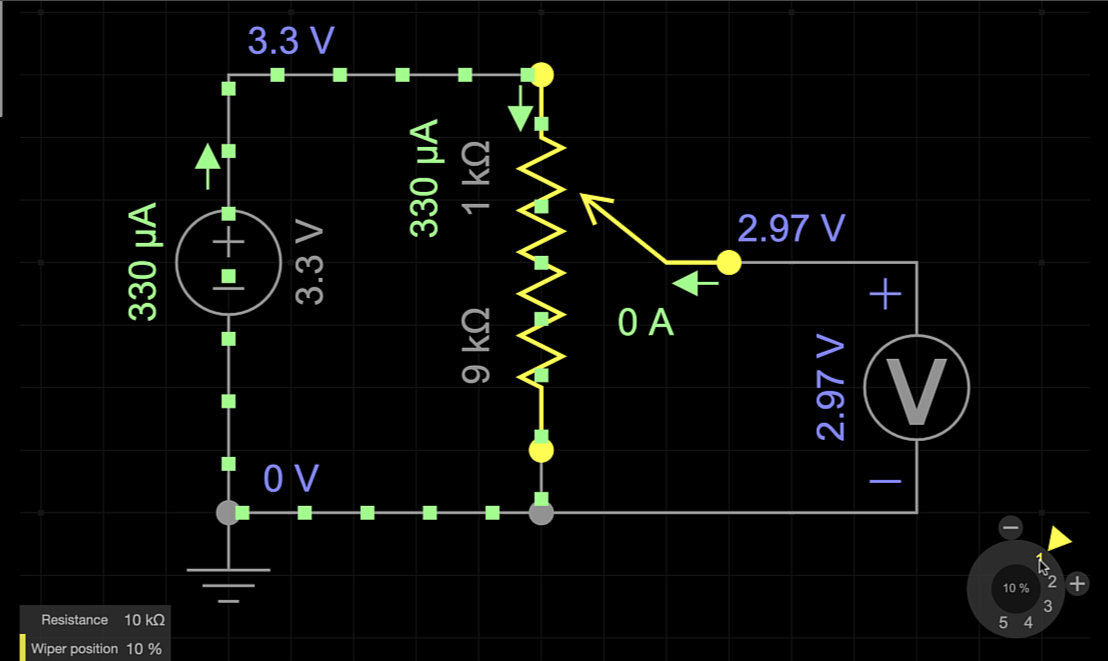 3.3 V
330 µA
3.3 V
330 µA
1 kΩ
9 kΩ
2.97 V
0 A
+
2.97 V
V
−
0 V
−
1
2
+
10 %
3
5 4
Resistance 10 kΩ
Wiper position 10 %